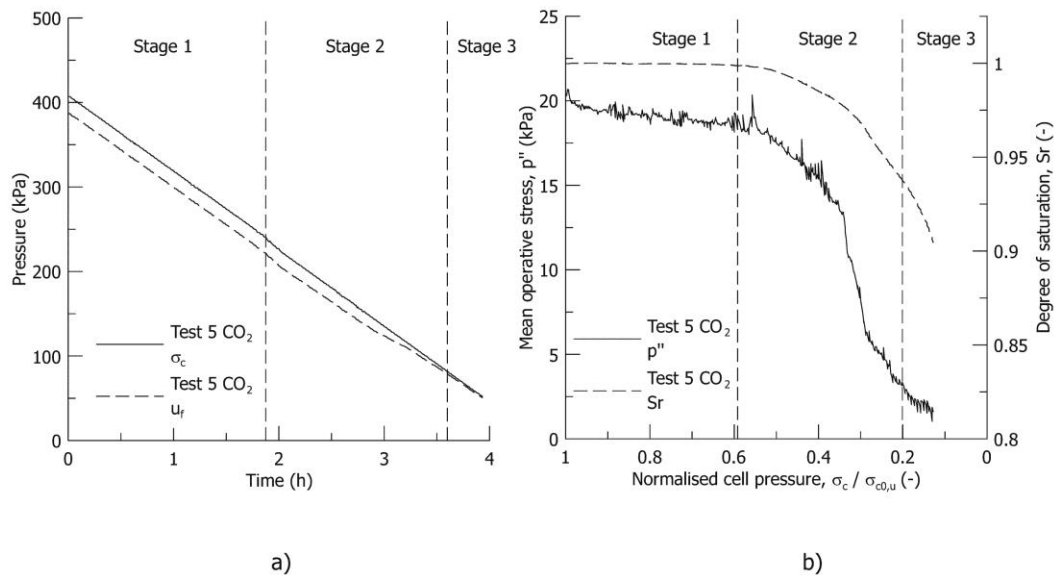 a)
500
400
300
200
100
0
Pressure (kPa)
Stage 1
Stage 2
Stage 3
Test 5 CO₂
σc
Test 5 CO₂
uf
0
1
2
3
4
Time (h)
a)
25
20
15
10
5
0
Mean operative stress, p" (kPa)
Stage 1
Stage 2
Stage 3
Test 5 CO₂
p"
Test 5 CO₂
Sr
1
0.95
0.9
0.85
0.8
Degree of saturation, Sr (-)
1
0.8
0.6
0.4
0.2
0
Normalised cell pressure, σc / σc0,u (-)
b)